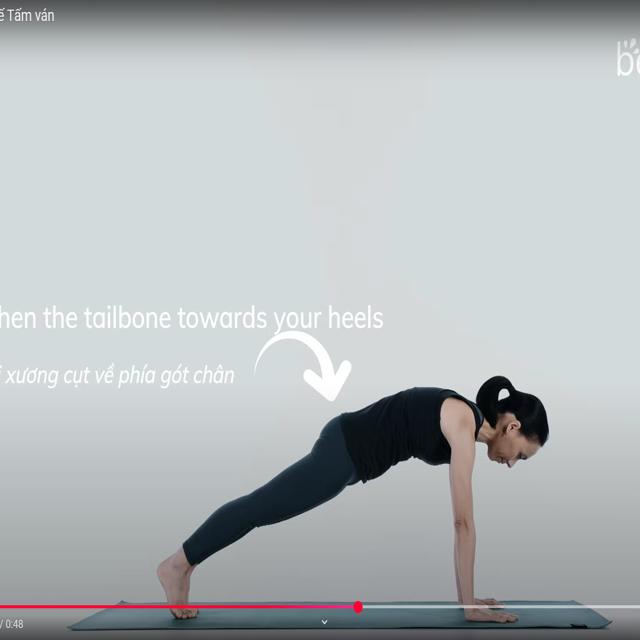 ế Tấm ván
hen the tailbone towards your heels
xương cụt về phía gót chân
/ 0:48